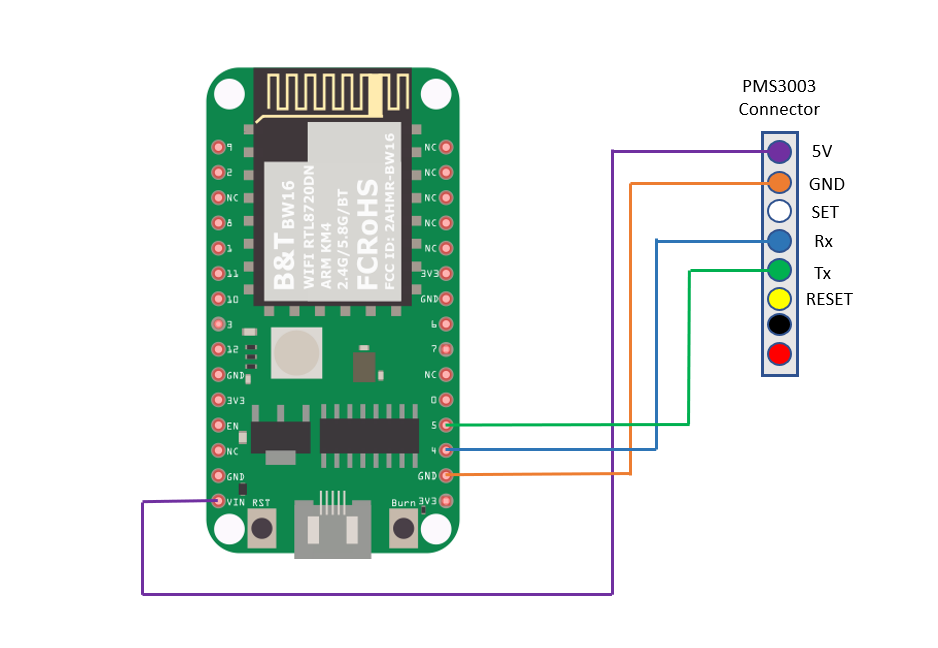 PMS3003
Connector
5V
GND
SET
Rx
Tx
RESET
9
2
NC
8
1
11
10
3
12
GND
3V3
EN
NC
GND
VIN
RST
B&T BW16
WIFI RTL8720DN
ARM KM4
2.4G/5.8G/BT
FCRoHS
FCC ID: 2AHMR-BW16
NC
NC
NC
NC
NC
3V3
GND
6
7
NC
0
5
4
GND
Burn
3V3